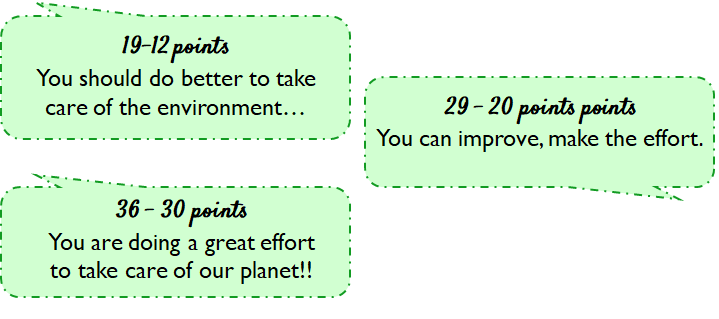 19-12 points
You should do better to take
care of the environment...
29 - 20 points points
You can improve, make the effort.
36 - 30 points
You are doing a great effort
to take care of our planet!!